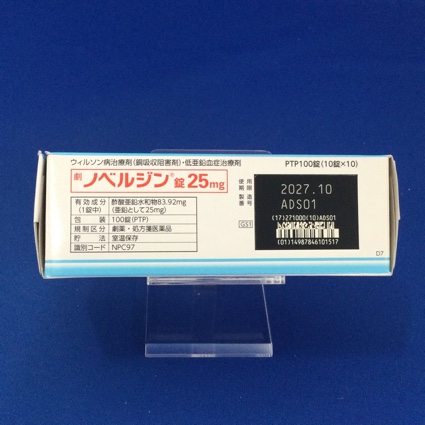 ウィルソン病治療剤(銅吸収阻害剤)・低亜鉛血症治療剤
PTP100錠(10錠×10)
劇 ノベルジン®錠25mg
使用期限
2027.10
製造番号
ADS01
有効成分(1錠中) 酢酸亜鉛水和物83.92mg(亜鉛として25mg)
包装 100錠(PTP)
規制区分 劇薬・処方箋医薬品
貯法 室温保存
識別コード NPC97
GS1
(17)271000(10)ADS01
(01)14987846101517
D7